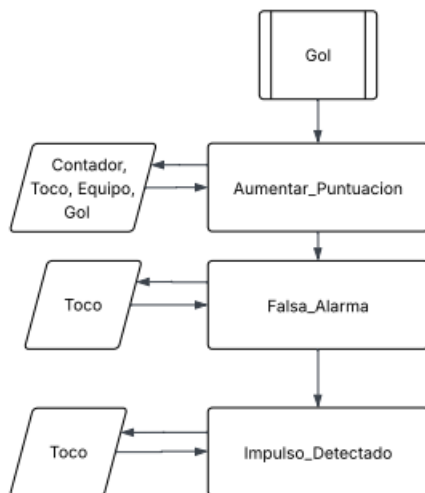 Gol
Contador,
Toco, Equipo,
Gol
Aumentar_Puntuacion
Toco
Falsa_Alarma
Toco
Impulso_Detectado